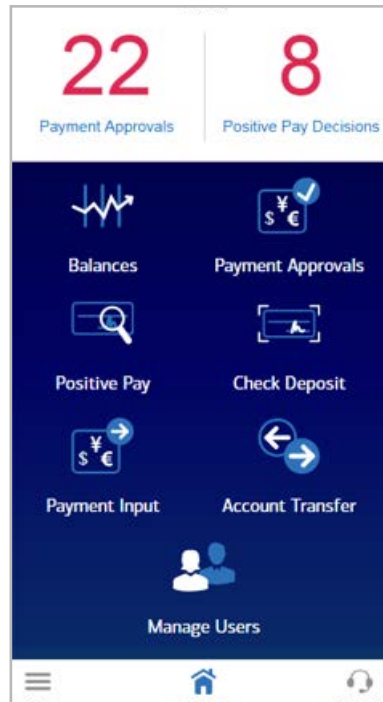 22 8
Payment Approvals Positive Pay Decisions
$ ¥ €
Balances Payment Approvals
Positive Pay Check Deposit
$ ¥ €
Payment Input Account Transfer
Manage Users